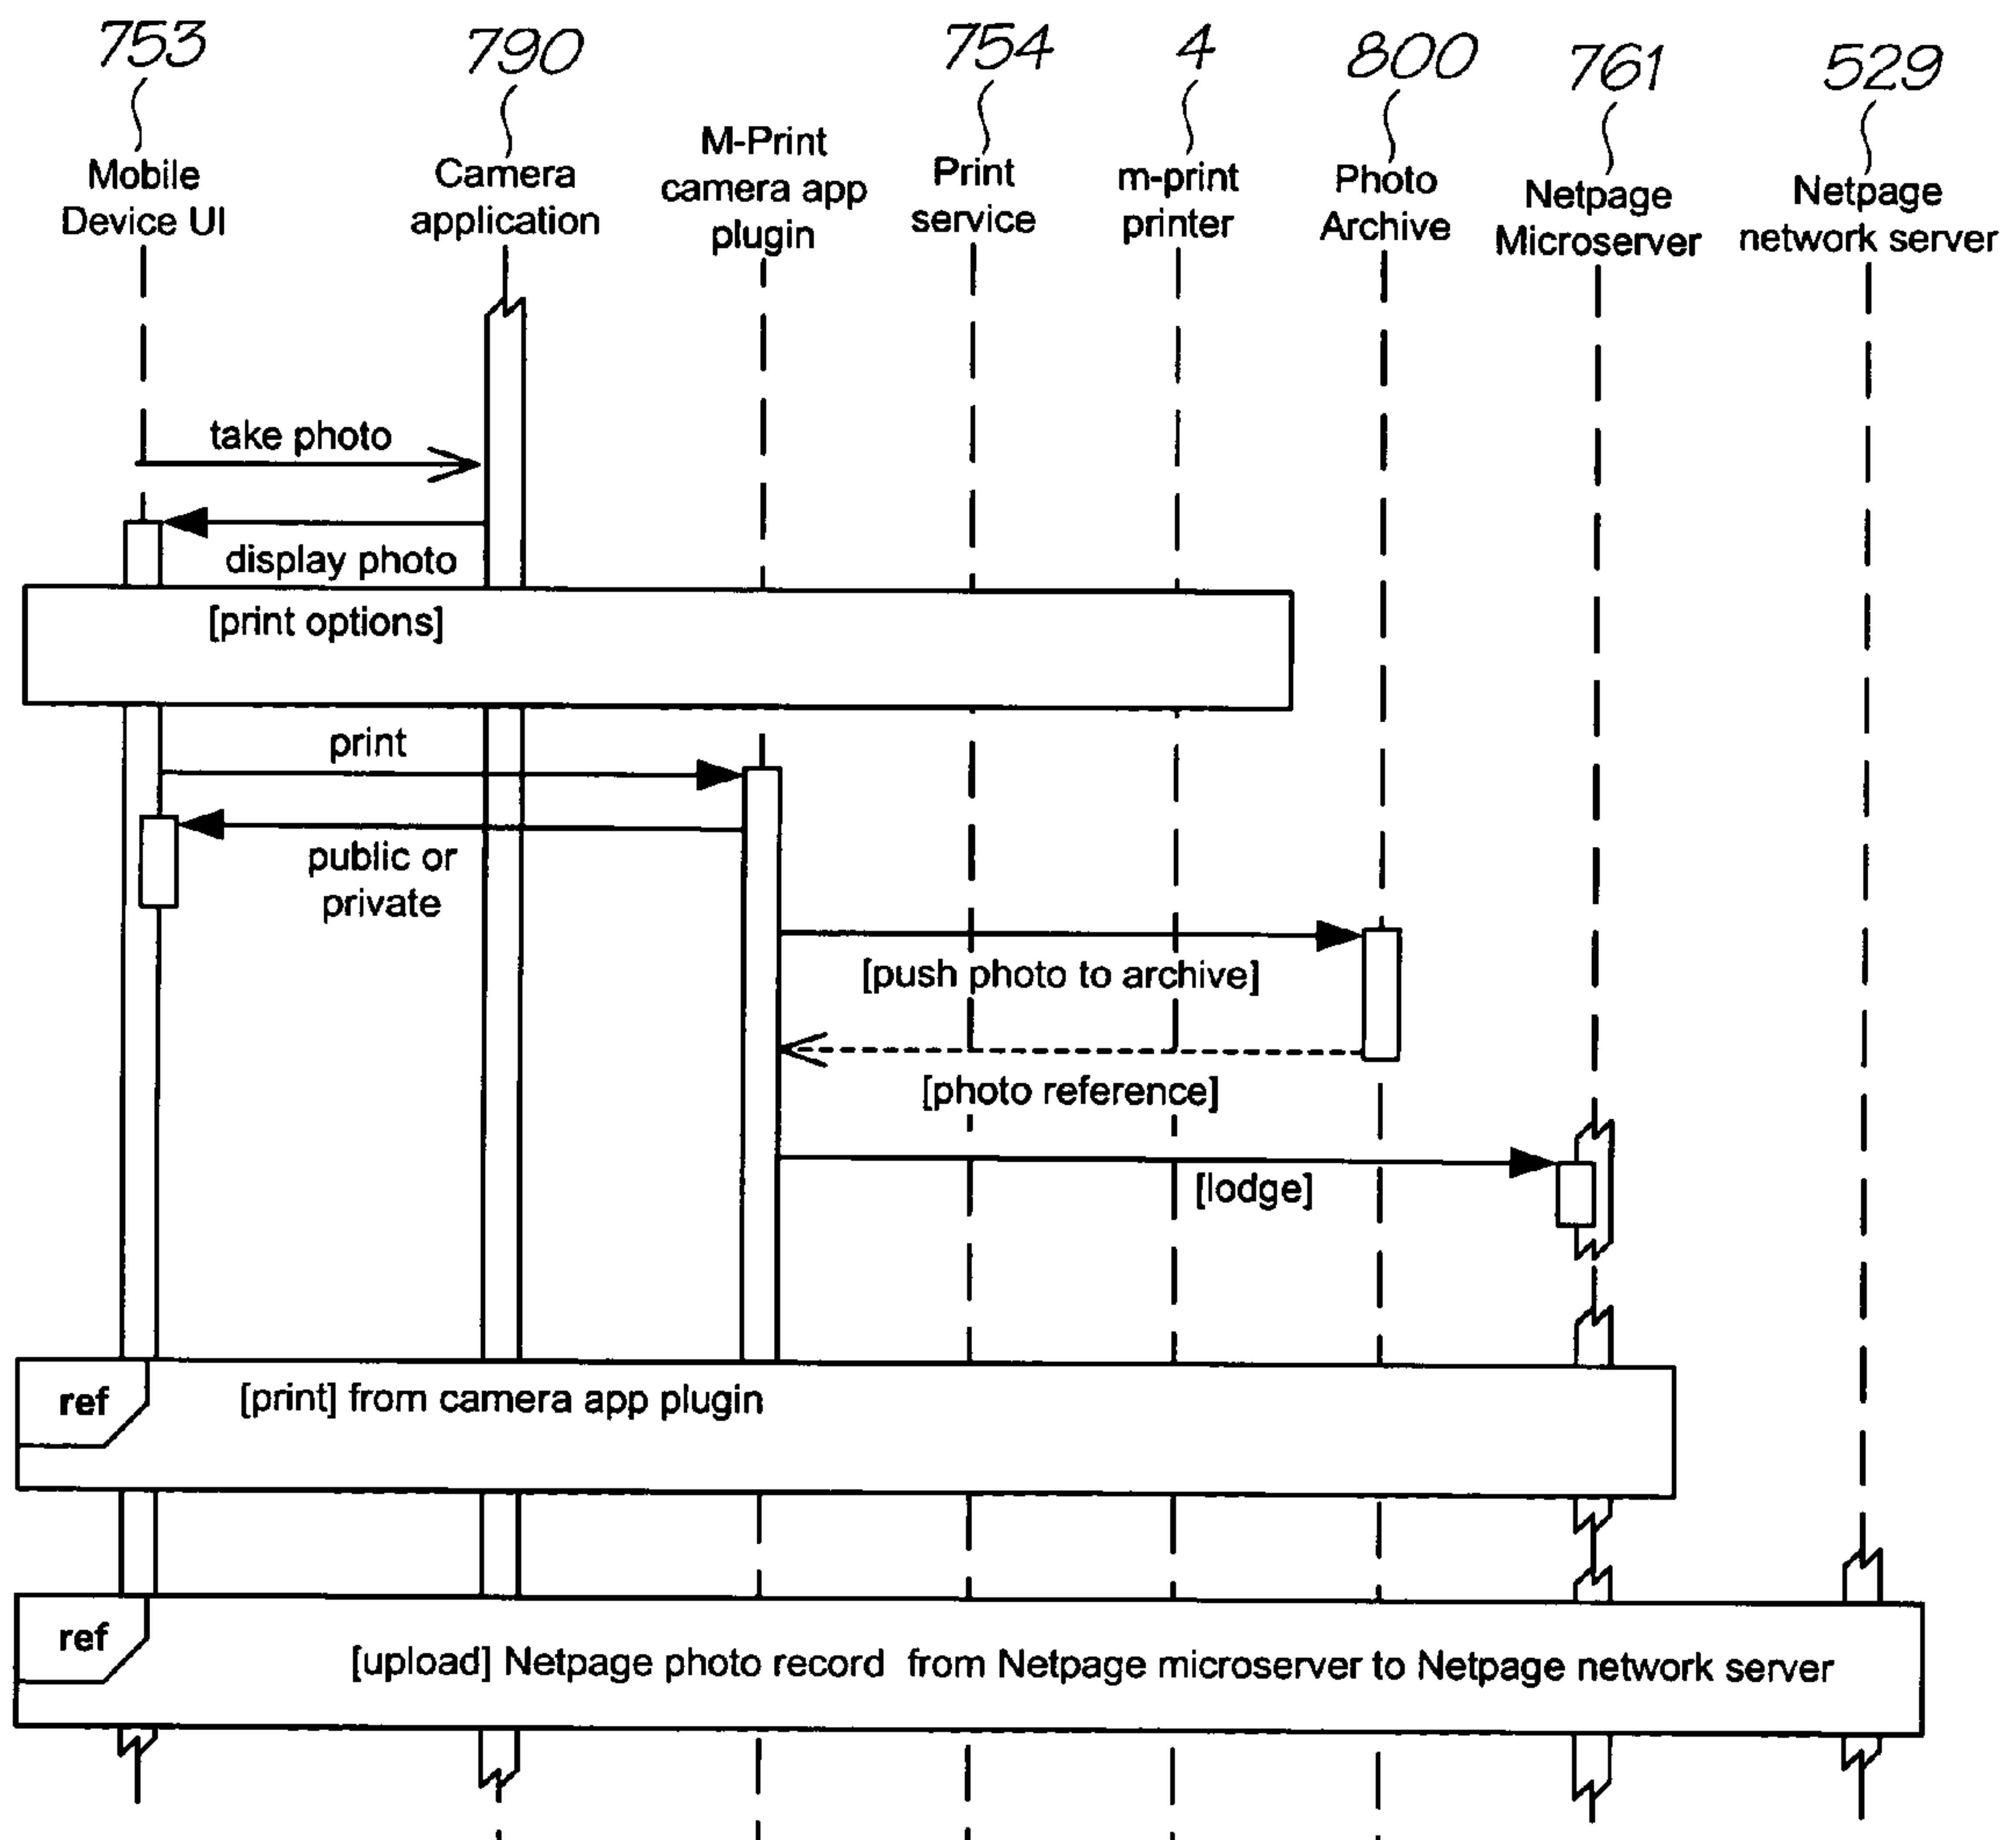 753
790
754
4
800
761
529
Mobile
Device UI
Camera
application
M-Print
camera app
plugin
Print
service
m-print
printer
Photo
Archive
Netpage
Microserver
Netpage
network server
take photo
display photo
[print options]
print
public or
private
[push photo to archive]
[photo reference]
[lodge]
ref
[print] from camera app plugin
ref
[upload] Netpage photo record from Netpage microserver to Netpage network server